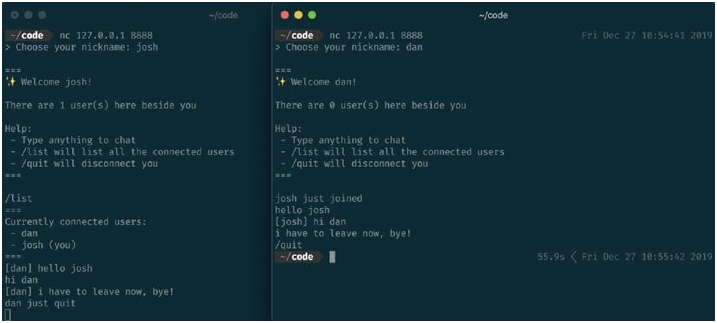 ~/code
~/code nc 127.0.0.1 8888
> Choose your nickname: josh
===
✨ Welcome josh!
There are 1 user(s) here beside you
Help:
- Type anything to chat
- /list will list all the connected users
- /quit will disconnect you
===
/list
===
Currently connected users:
- dan
- josh (you)
===
[dan] hello josh
hi dan
[dan] i have to leave now, bye!
dan just quit
~/code
~/code nc 127.0.0.1 8888 Fri Dec 27 10:54:41 2019
> Choose your nickname: dan
===
✨ Welcome dan!
There are 0 user(s) here beside you
Help:
- Type anything to chat
- /list will list all the connected users
- /quit will disconnect you
===
josh just joined
hello josh
[josh] hi dan
i have to leave now, bye!
/quit
~/code 55.9s < Fri Dec 27 10:55:42 2019